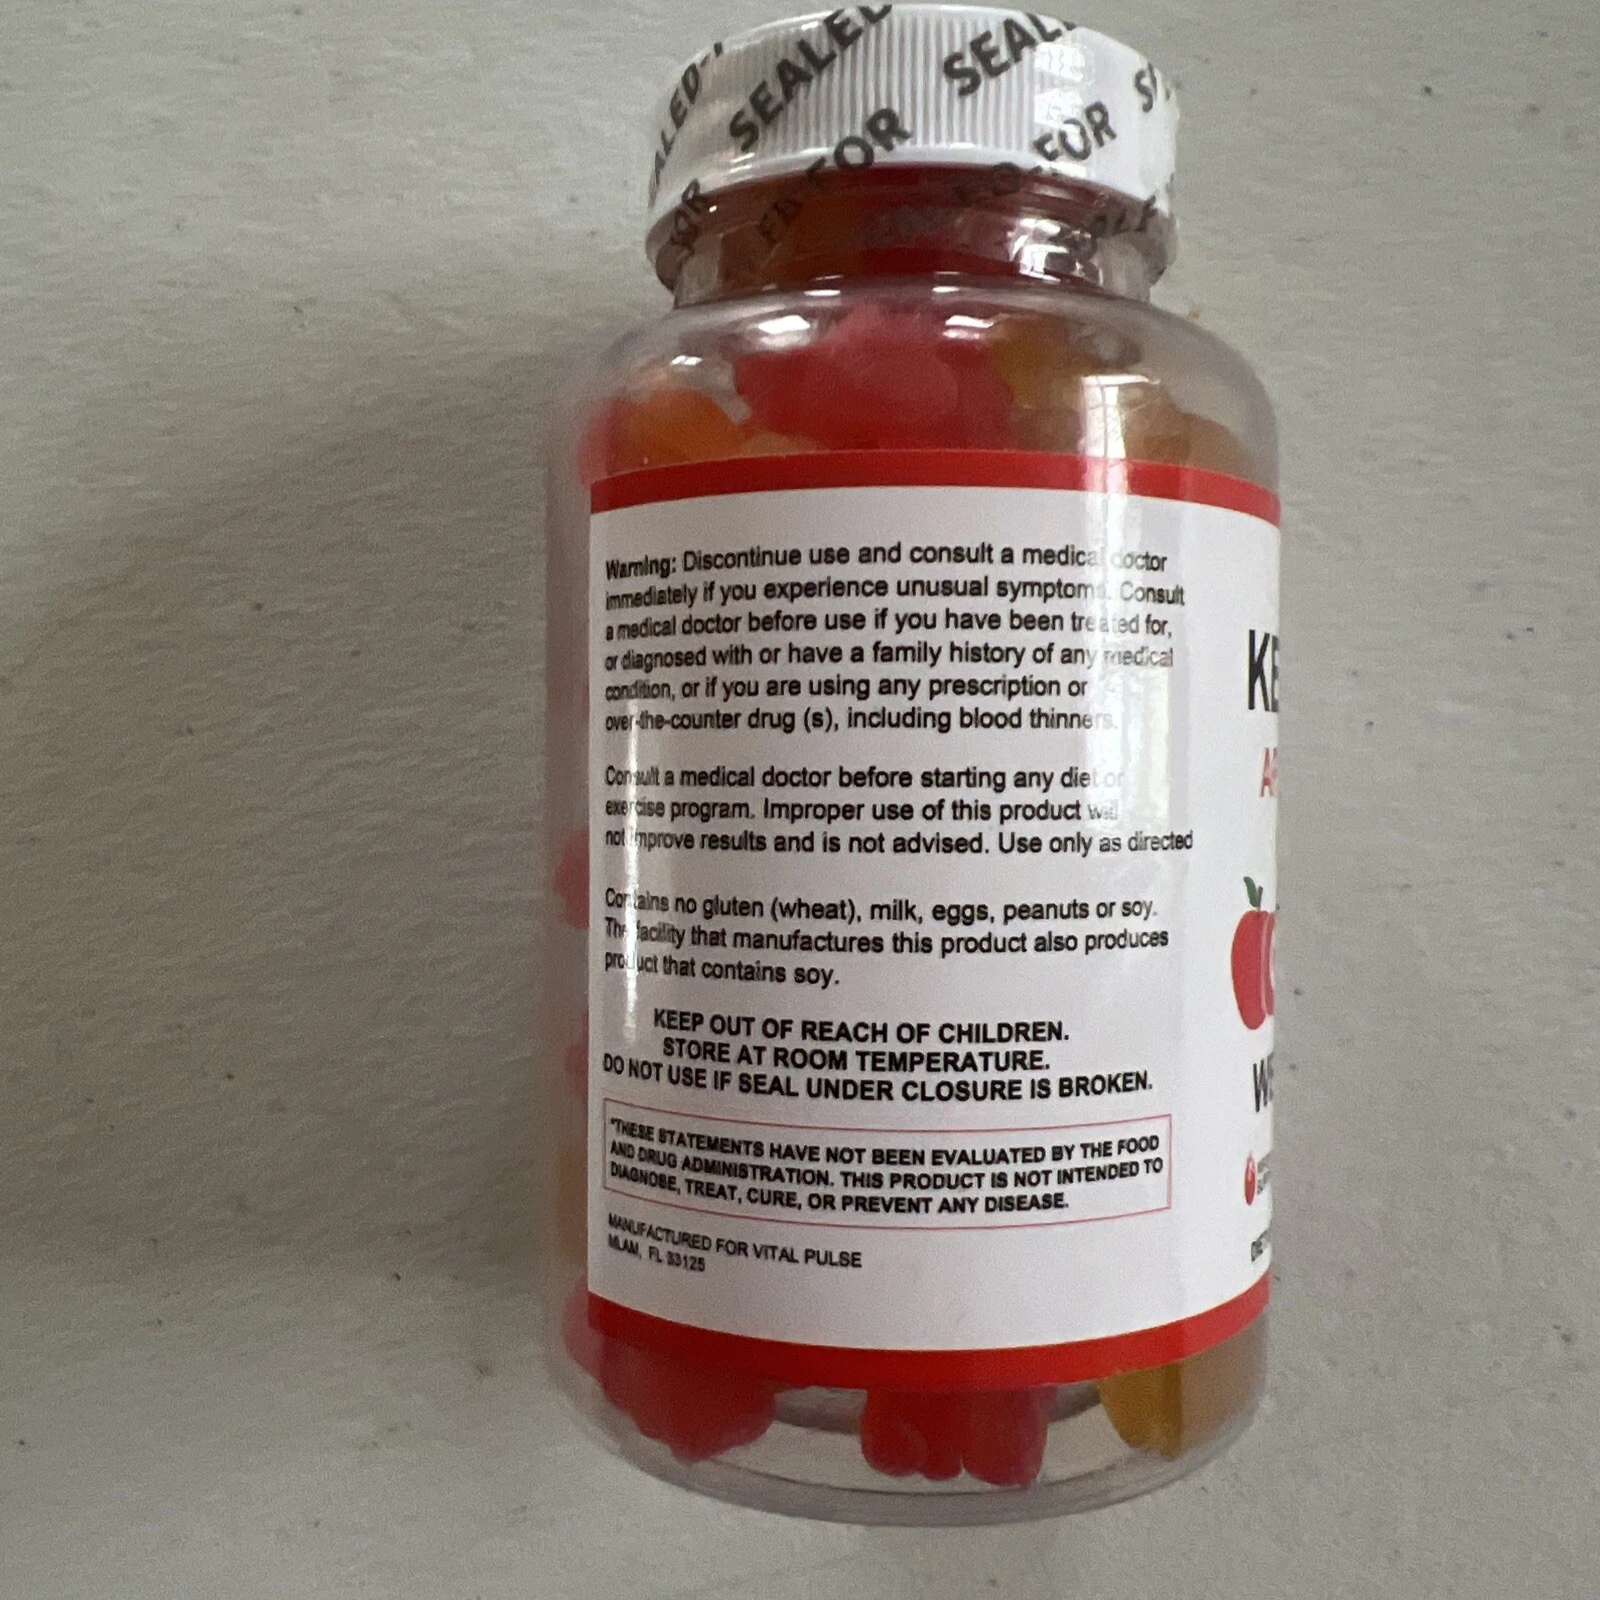 SEALED
SEAL
ALED-
FOR
FOR
Warning: Discontinue use and consult a medical doctor
immediately if you experience unusual symptoms. Consult
a medical doctor before use if you have been treated for,
or diagnosed with or have a family history of any medical
condition, or if you are using any prescription or
over-the-counter drug (s), including blood thinners.
Consult a medical doctor before starting any diet or
exercise program. Improper use of this product will
not improve results and is not advised. Use only as directed
Contains no gluten (wheat), milk, eggs, peanuts or soy.
The facility that manufactures this product also produces
product that contains soy.
KEEP OUT OF REACH OF CHILDREN.
STORE AT ROOM TEMPERATURE.
DO NOT USE IF SEAL UNDER CLOSURE IS BROKEN.
*THESE STATEMENTS HAVE NOT BEEN EVALUATED BY THE FOOD
AND DRUG ADMINISTRATION. THIS PRODUCT IS NOT INTENDED TO
DIAGNOSE, TREAT, CURE, OR PREVENT ANY DISEASE.
MANUFACTURED FOR VITAL PULSE
MIAM, FL 33125
KE
WE